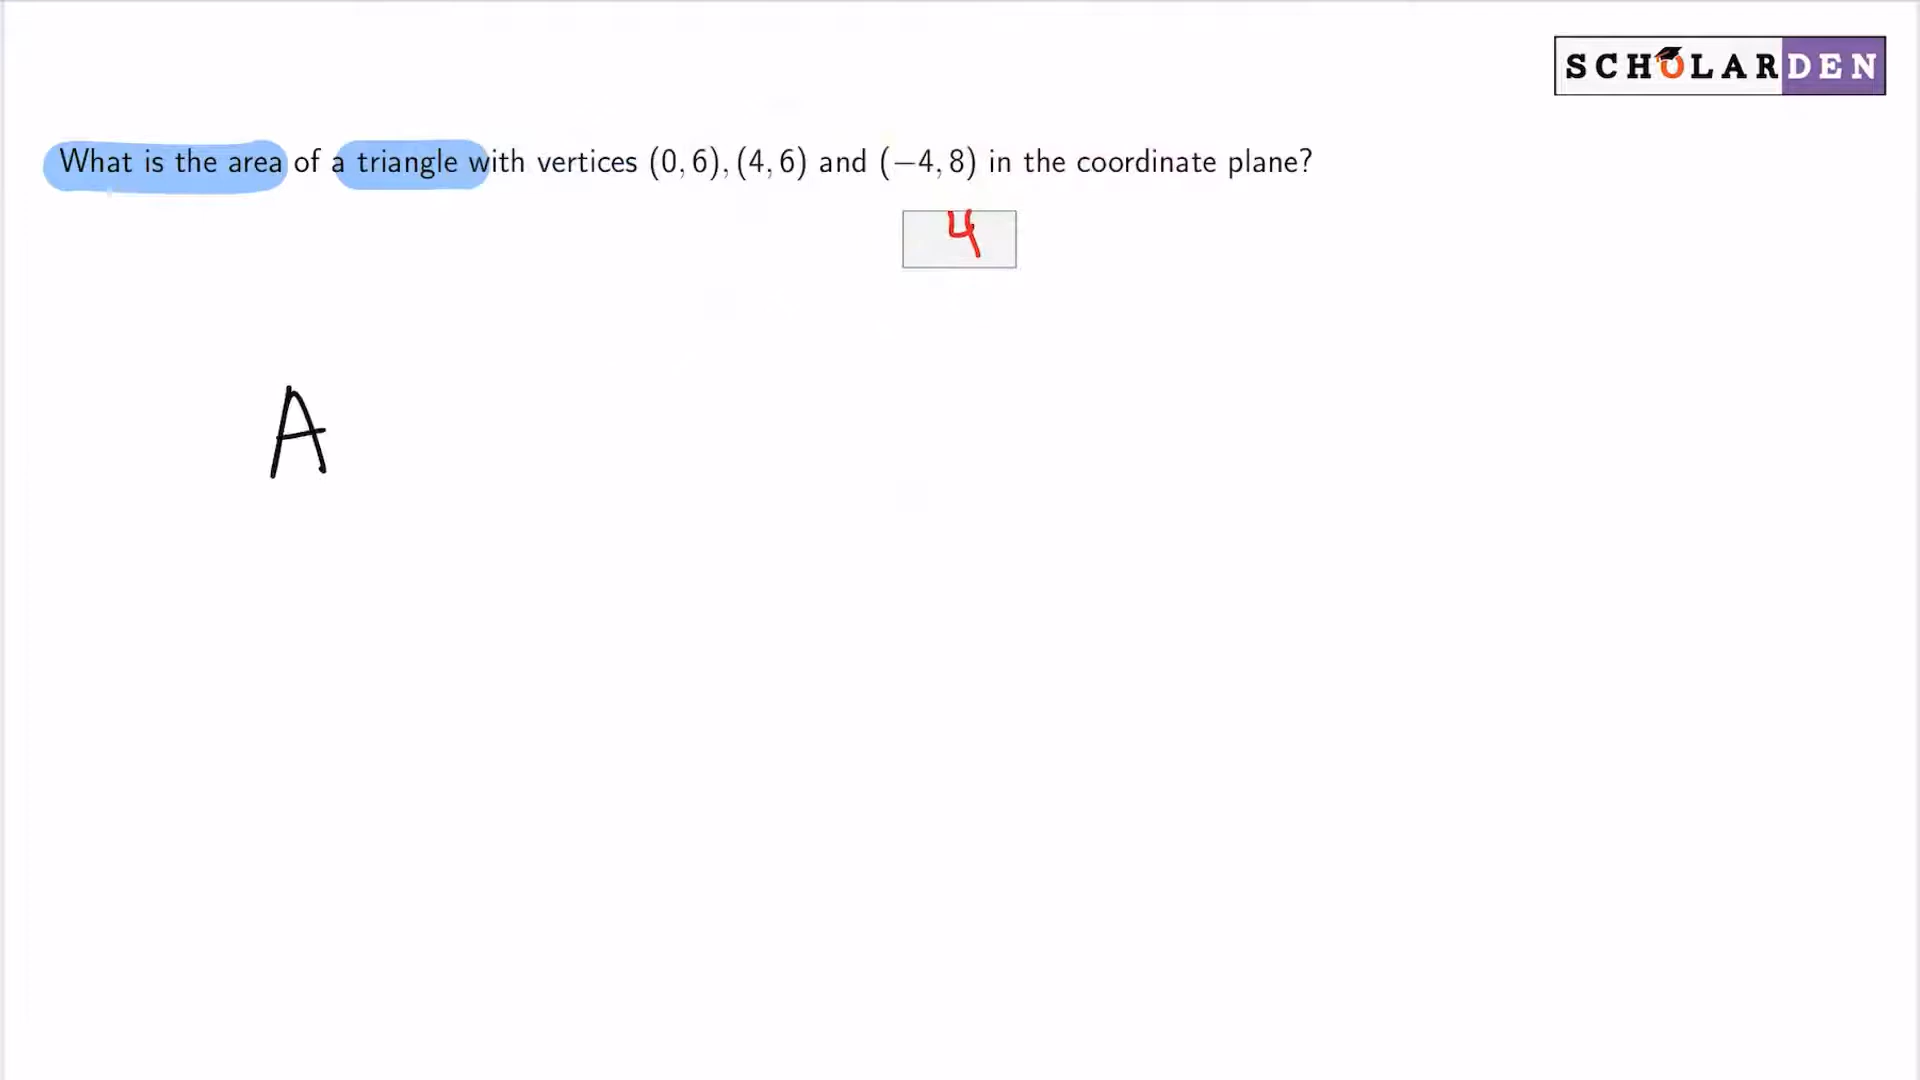 SCHOLARDEN
What is the area of a triangle with vertices (0, 6), (4, 6) and (−4, 8) in the coordinate plane?
4
A